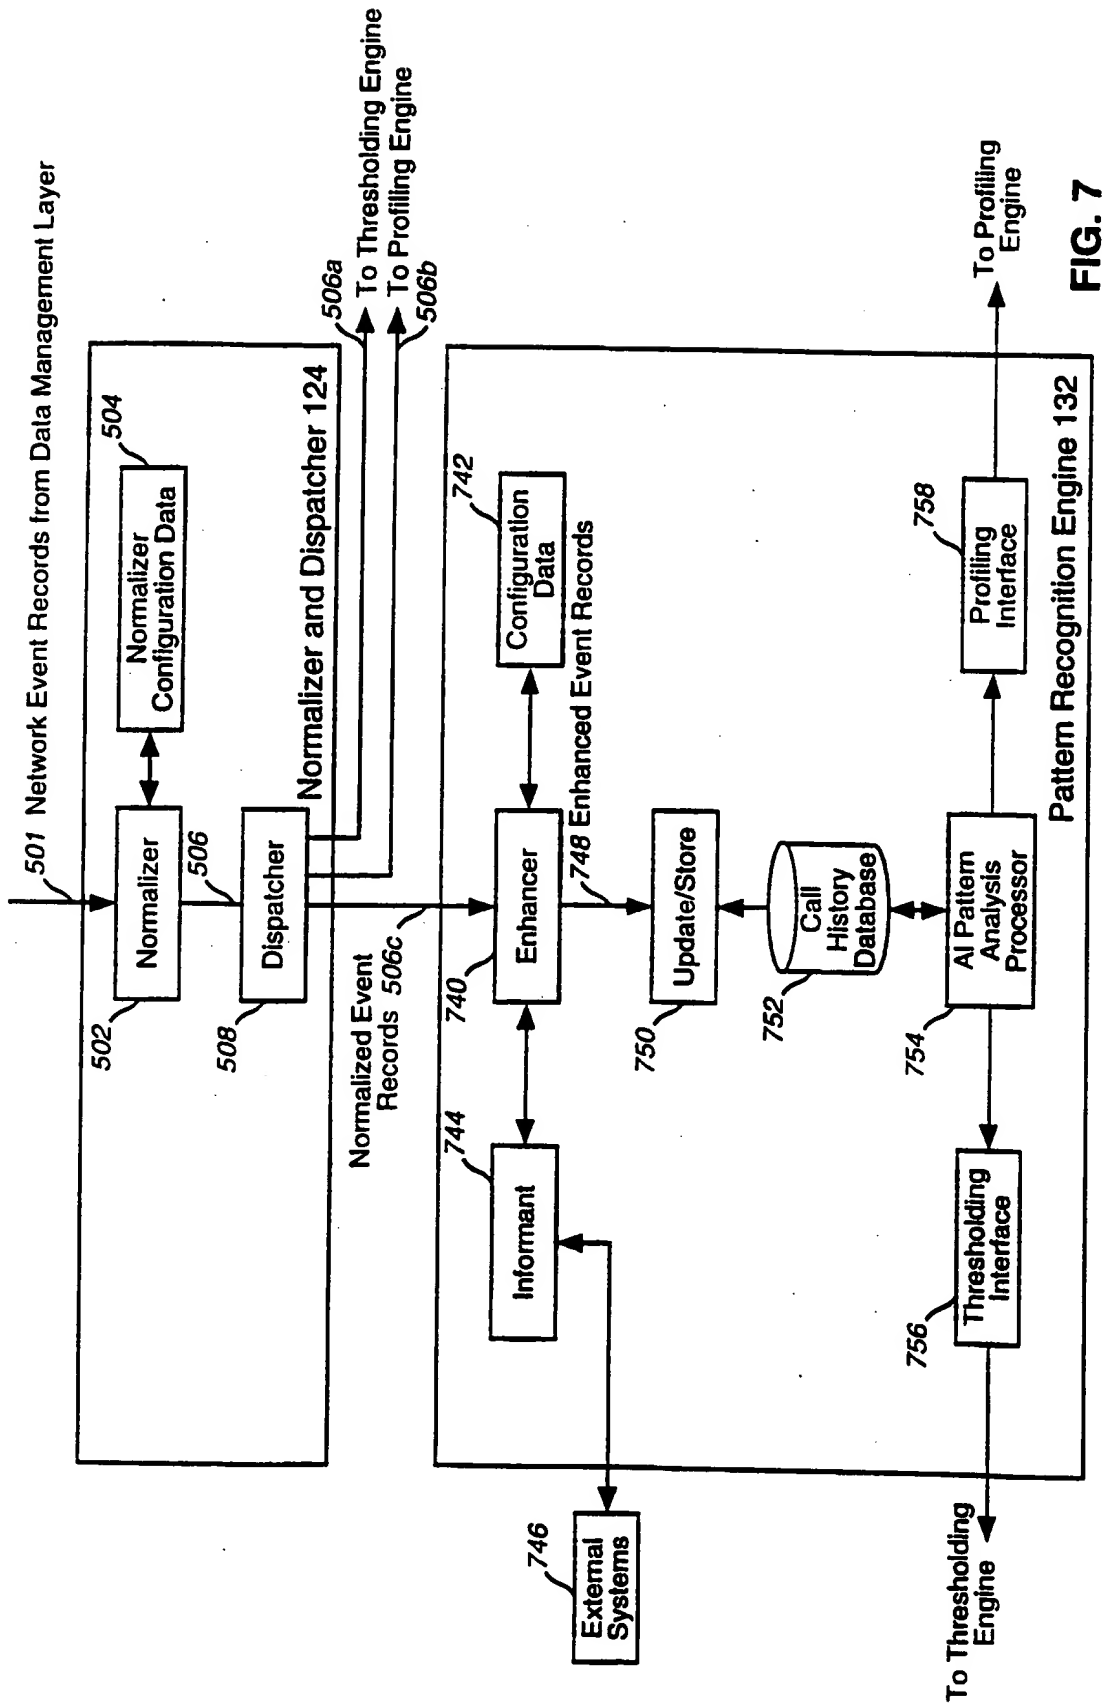 501 Network Event Records from Data Management Layer
504
Normalizer
Configuration Data
Normalizer
502
506
Dispatcher
508
Normalizer and Dispatcher 124
506a
To Thresholding Engine
To Profiling Engine
506b
Normalized Event
Records 506c
744
Informant
740
Enhancer
742
Configuration
Data
748 Enhanced Event Records
746
External
Systems
Update/Store
750
Call
History
Database
752
AI Pattern
Analysis
Processor
754
756
Thresholding
Interface
To Thresholding
Engine
758
Profiling
Interface
To Profiling
Engine
Pattern Recognition Engine 132
FIG. 7